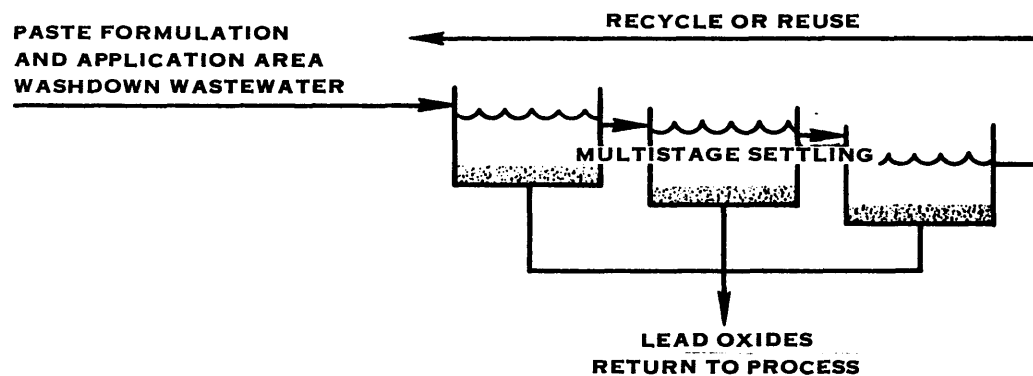 RECYCLE OR REUSE
PASTE FORMULATION
AND APPLICATION AREA
WASHDOWN WASTEWATER
MULTISTAGE SETTLING
LEAD OXIDES
RETURN TO PROCESS